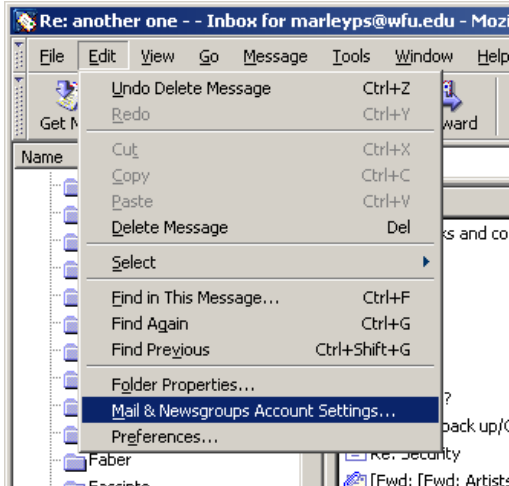 Re: another one - - Inbox for marleyps@wfu.edu - Mozi
File Edit View Go Message Tools Window Help
Get M ward
Name
Undo Delete Message Ctrl+Z
Redo Ctrl+Y
Cut Ctrl+X
Copy Ctrl+C
Paste Ctrl+V
Delete Message Del
ks and co
Select
Find in This Message... Ctrl+F
Find Again Ctrl+G
Find Previous Ctrl+Shift+G
Folder Properties...
?
Mail & Newsgroups Account Settings...
back up/
Preferences...
Re: Security
Faber
[Fwd: [Fwd: Artists